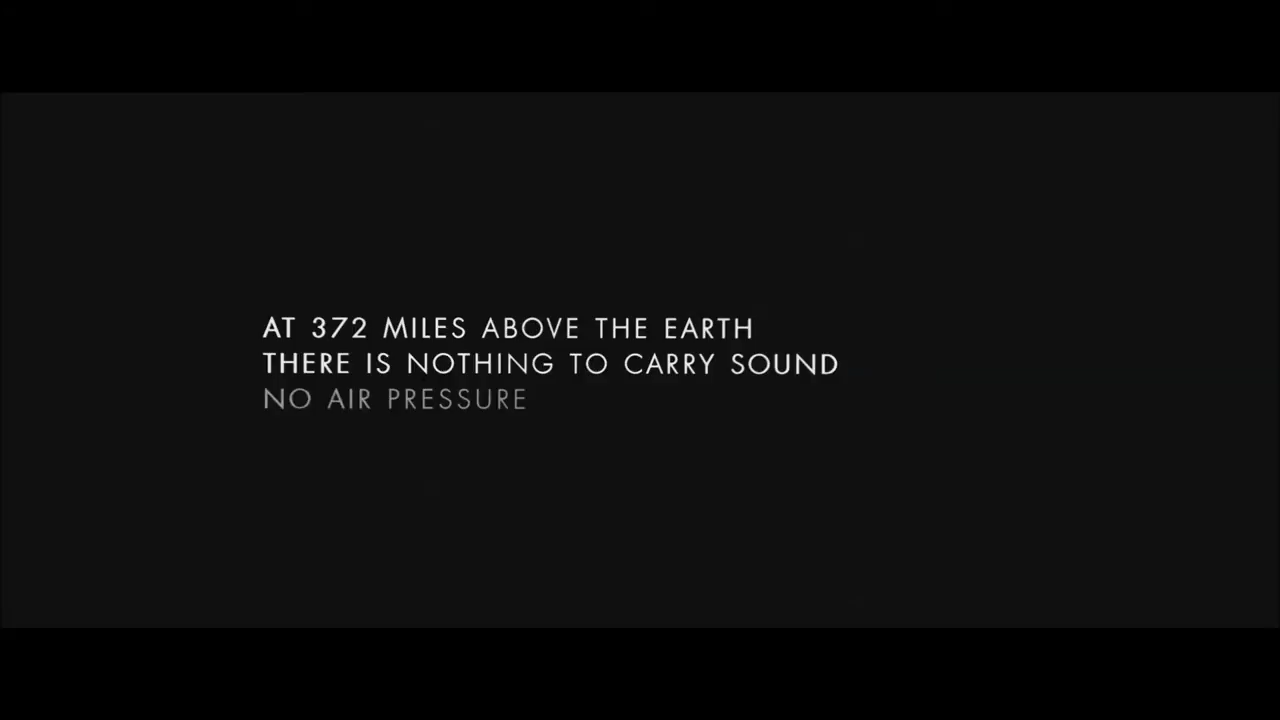 AT 372 MILES ABOVE THE EARTH
THERE IS NOTHING TO CARRY SOUND
NO AIR PRESSURE